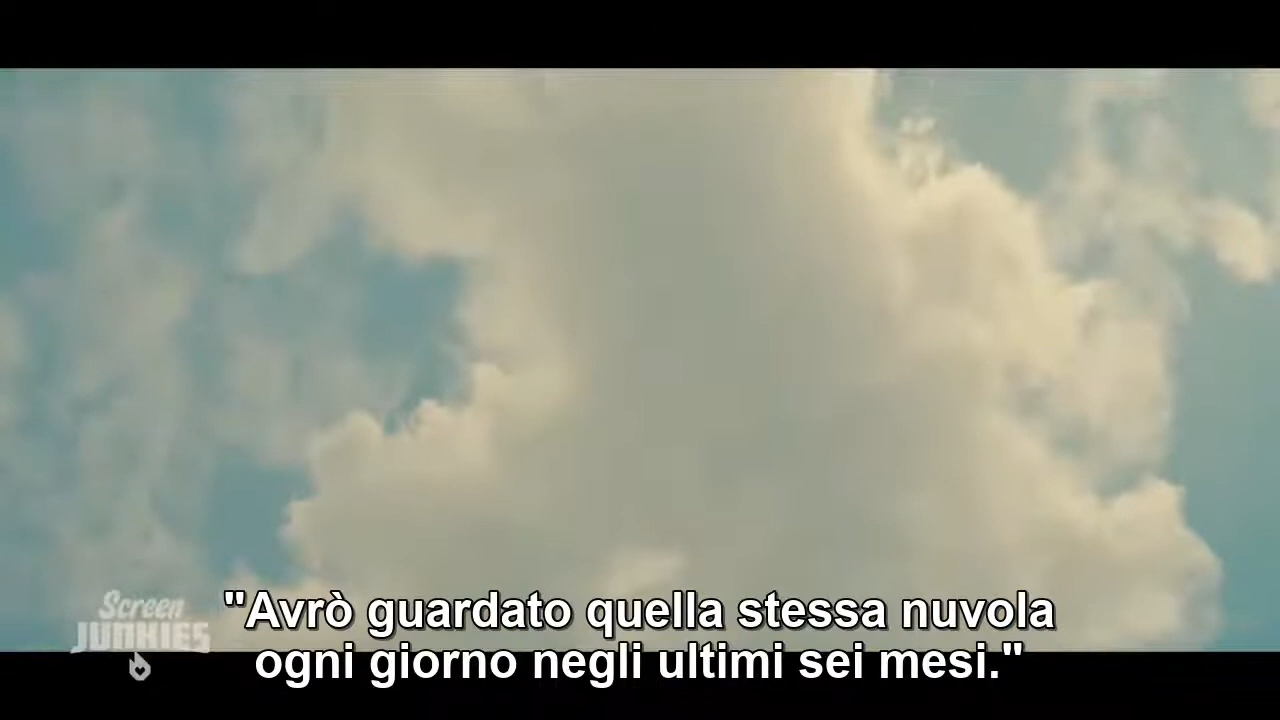 Screen
JUNKIES
"Avrò guardato quella stessa nuvola
ogni giorno negli ultimi sei mesi."